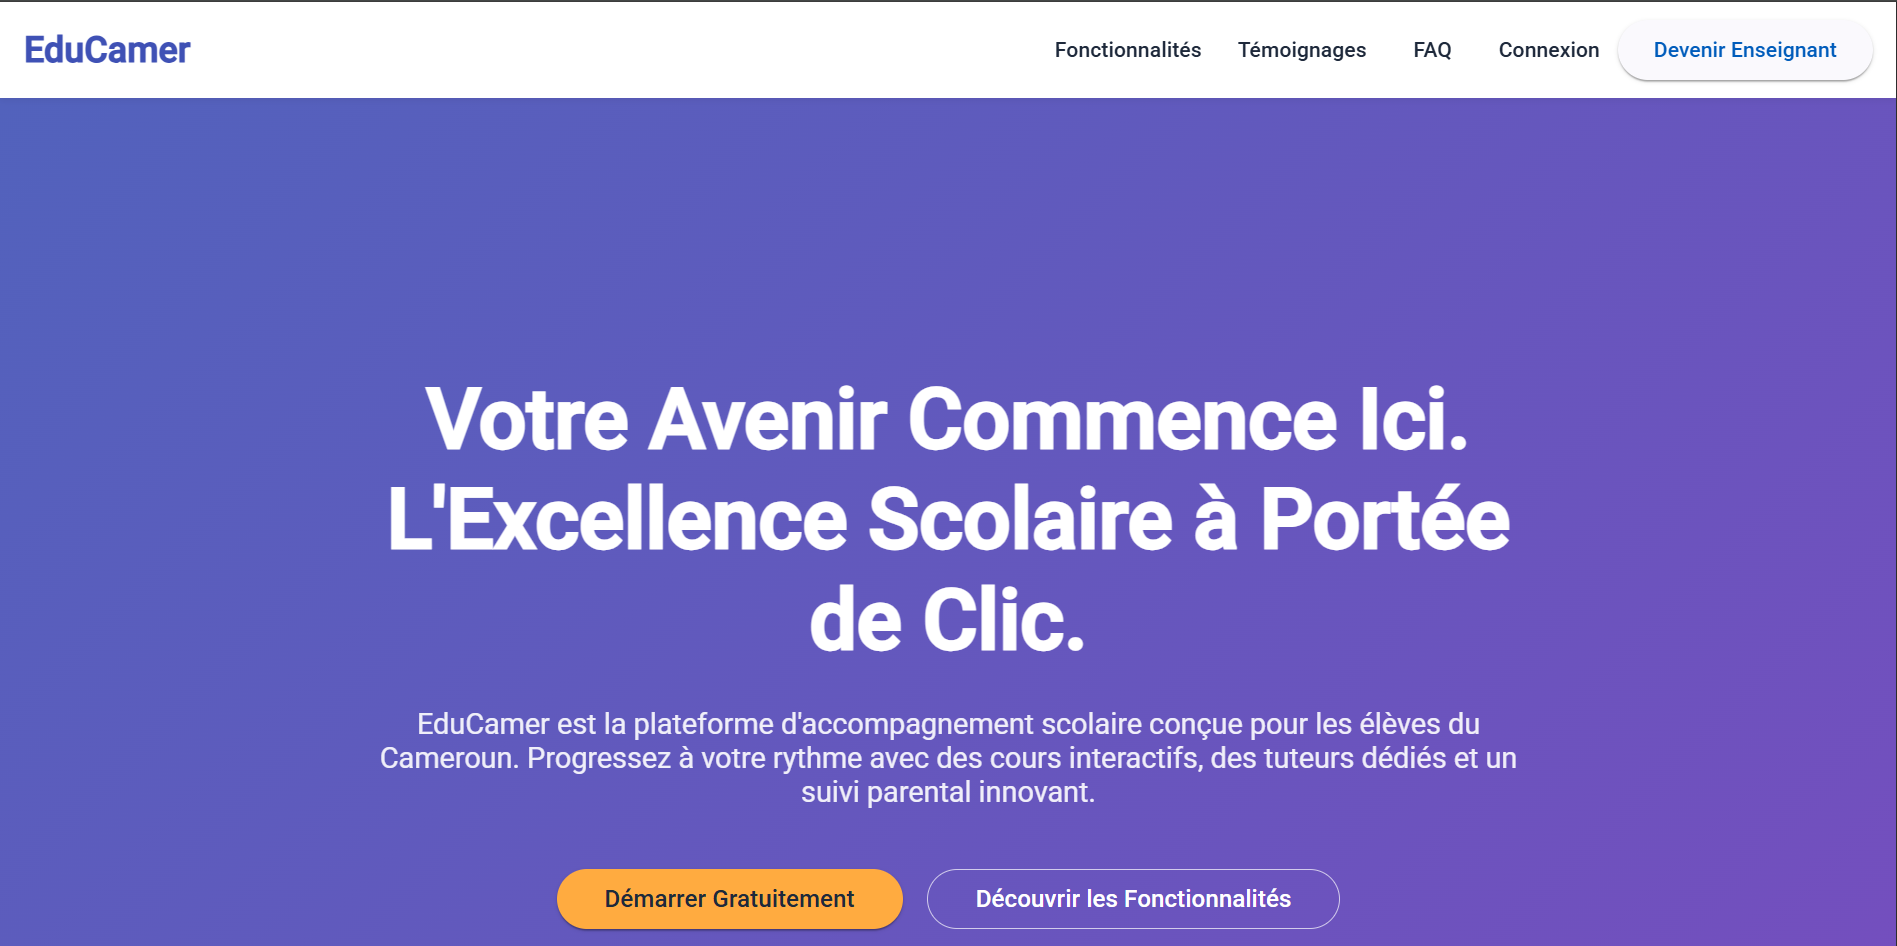 EduCamer
Fonctionnalités
Témoignages
FAQ
Connexion
Devenir Enseignant
Votre Avenir Commence Ici.
L'Excellence Scolaire à Portée
de Clic.
EduCamer est la plateforme d'accompagnement scolaire conçue pour les élèves du
Cameroun. Progressez à votre rythme avec des cours interactifs, des tuteurs dédiés et un
suivi parental innovant.
Démarrer Gratuitement
Découvrir les Fonctionnalités